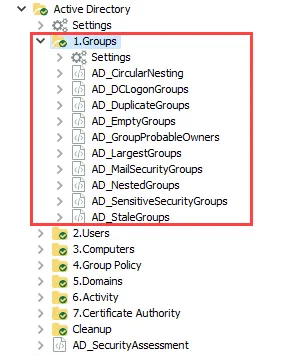 Active Directory
Settings
1.Groups
Settings
AD_CircularNesting
AD_DCLogonGroups
AD_DuplicateGroups
AD_EmptyGroups
AD_GroupProbableOwners
AD_LargestGroups
AD_MailSecurityGroups
AD_NestedGroups
AD_SensitiveSecurityGroups
AD_StaleGroups
2.Users
3.Computers
4.Group Policy
5.Domains
6.Activity
7.Certificate Authority
Cleanup
AD_SecurityAssessment